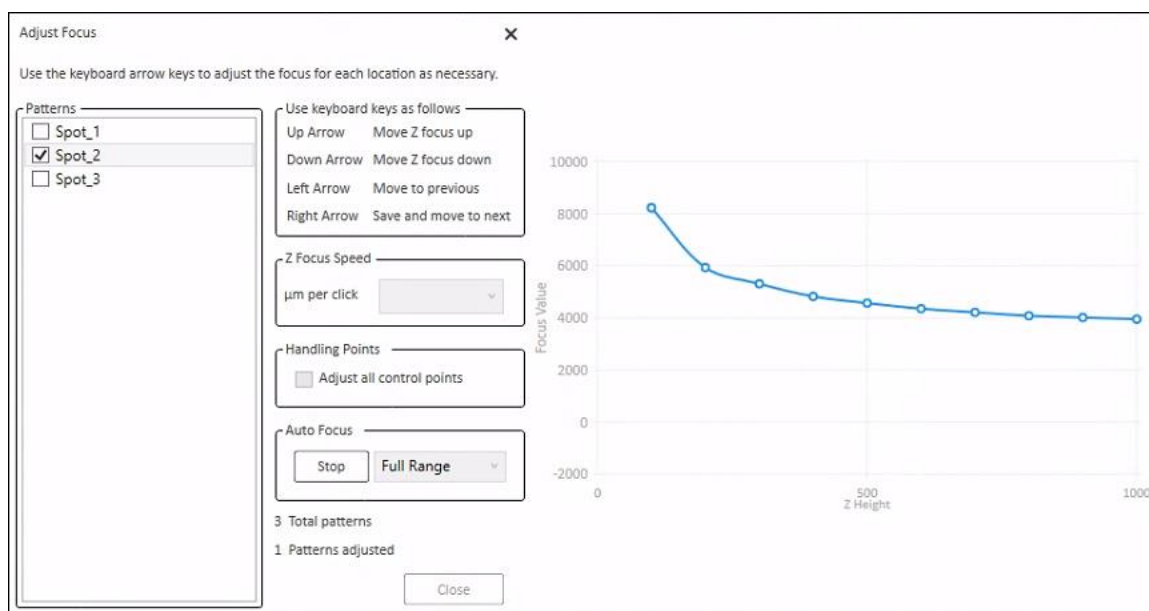 Adjust Focus
Use the keyboard arrow keys to adjust the focus for each location as necessary.
Patterns
Spot_1
Spot_2
Spot_3
Use keyboard keys as follows
Up Arrow Move Z focus up
Down Arrow Move Z focus down
Left Arrow Move to previous
Right Arrow Save and move to next
Z Focus Speed
µm per click
Handling Points
Adjust all control points
Auto Focus
Stop Full Range
3 Total patterns
1 Patterns adjusted
Close
10000
8000
6000
4000
2000
0
-2000
Focus Value
0 500 1000
Z Height